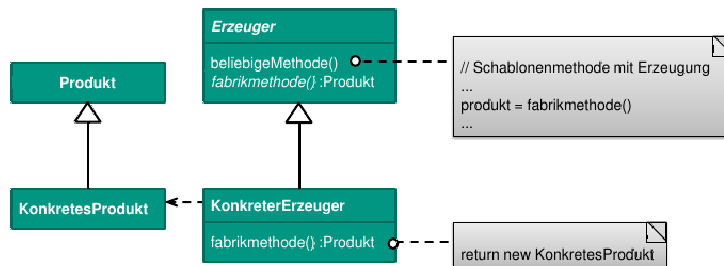 Erzeuger
beliebigeMethode()
fabrikmethode() :Produkt
// Schablonenmethode mit Erzeugung
...
produkt = fabrikmethode()
...
Produkt
KonkretesProdukt
KonkreterErzeuger
fabrikmethode() :Produkt
return new KonkretesProdukt